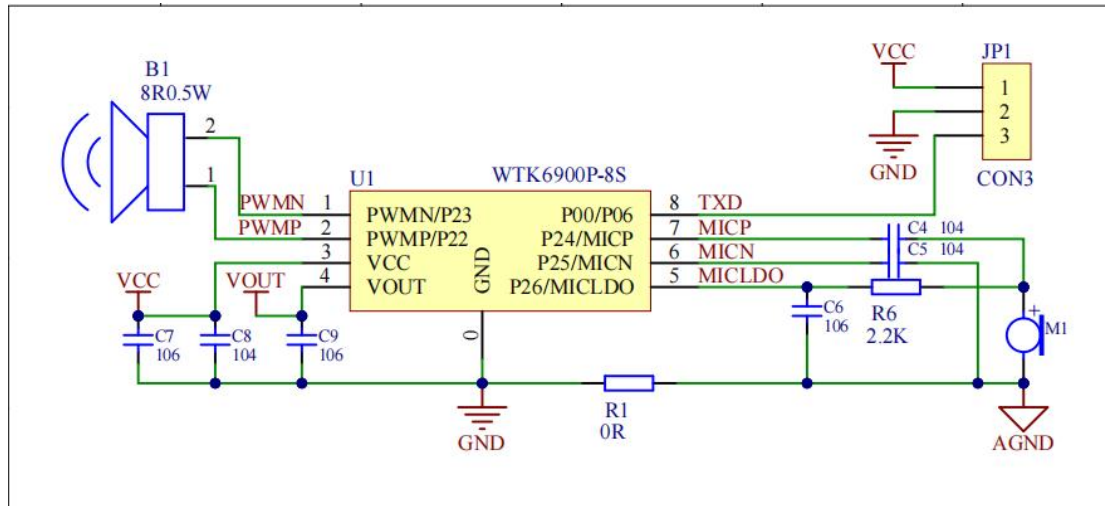 B1
8R0.5W
2
1
PWMN
PWMP
U1
WTK6900P-8S
1
2
3
4
PWMN/P23
PWMP/P22
VCC
VOUT
GND
0
P00/P06
P24/MICP
P25/MICN
P26/MICLDO
8
7
6
5
TXD
MICP
MICN
MICLDO
VCC
GND
JP1
1
2
3
CON3
C4 104
C5 104
VCC
VOUT
C7
106
C8
104
C9
106
C6
106
R6
2.2K
+
M1
GND
R1
0R
AGND